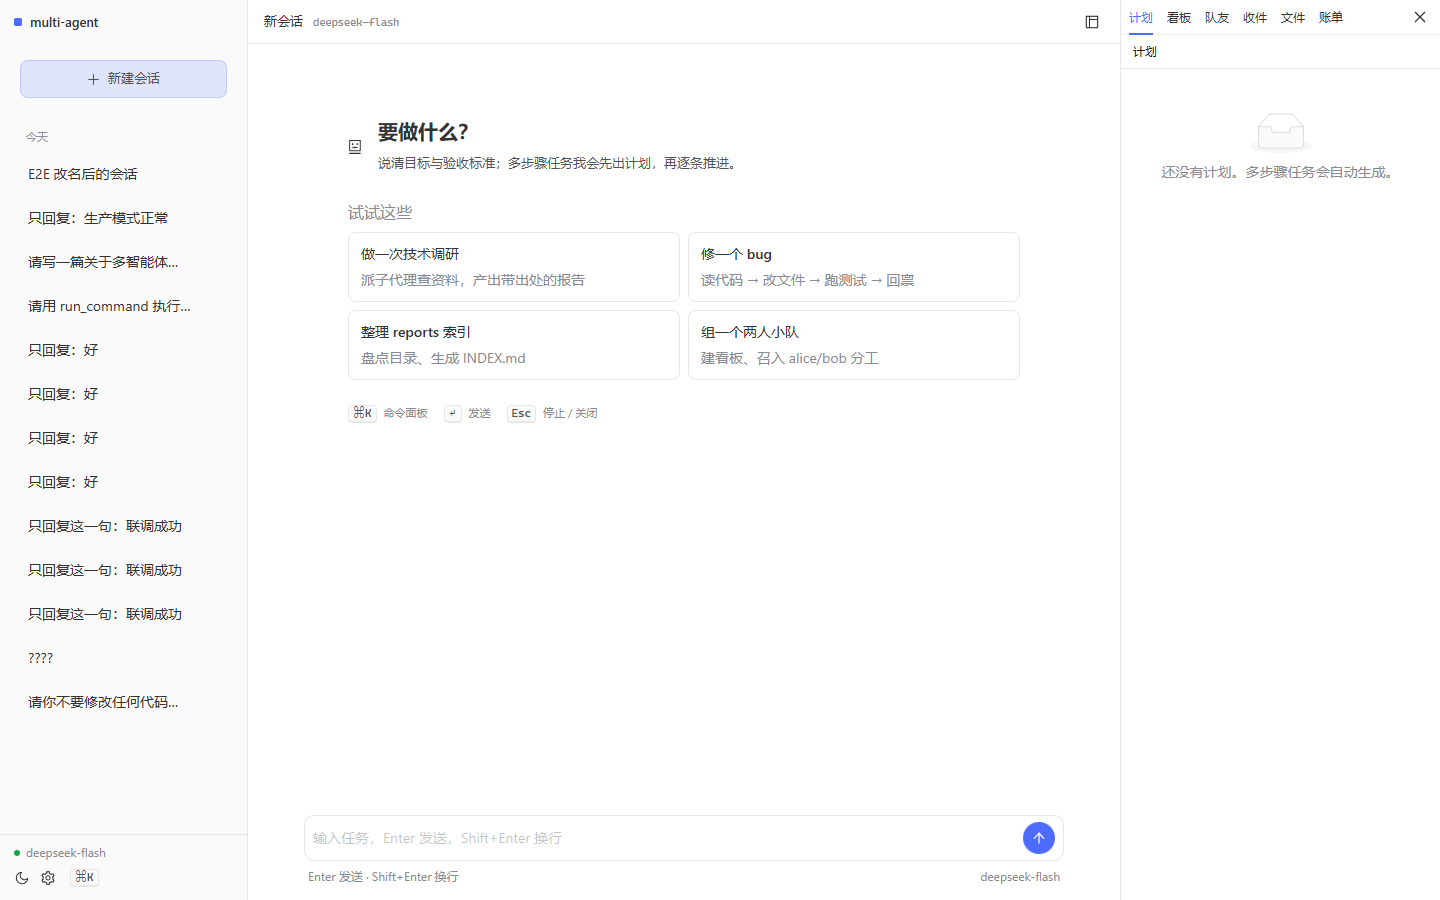 multi-agent
新建会话
今天
E2E 改名后的会话
只回复：生产模式正常
请写一篇关于多智能体...
请用 run_command 执行...
只回复：好
只回复：好
只回复：好
只回复：好
只回复这一句：联调成功
只回复这一句：联调成功
只回复这一句：联调成功
????
请你不要修改任何代码...
deepseek-flash
⌘K
新会话 deepseek-flash
要做什么？
说清目标与验收标准；多步骤任务我会先出计划，再逐条推进。
试试这些
做一次技术调研
派子代理查资料，产出带出处的报告
修一个 bug
读代码 → 改文件 → 跑测试 → 回禀
整理 reports 索引
盘点目录、生成 INDEX.md
组一个两人小队
建看板、召入 alice/bob 分工
⌘K 命令面板 ↵ 发送 Esc 停止 / 关闭
输入任务，Enter 发送，Shift+Enter 换行
Enter 发送 · Shift+Enter 换行 deepseek-flash
计划 看板 队友 收件 文件 账单
计划
还没有计划。多步骤任务会自动生成。